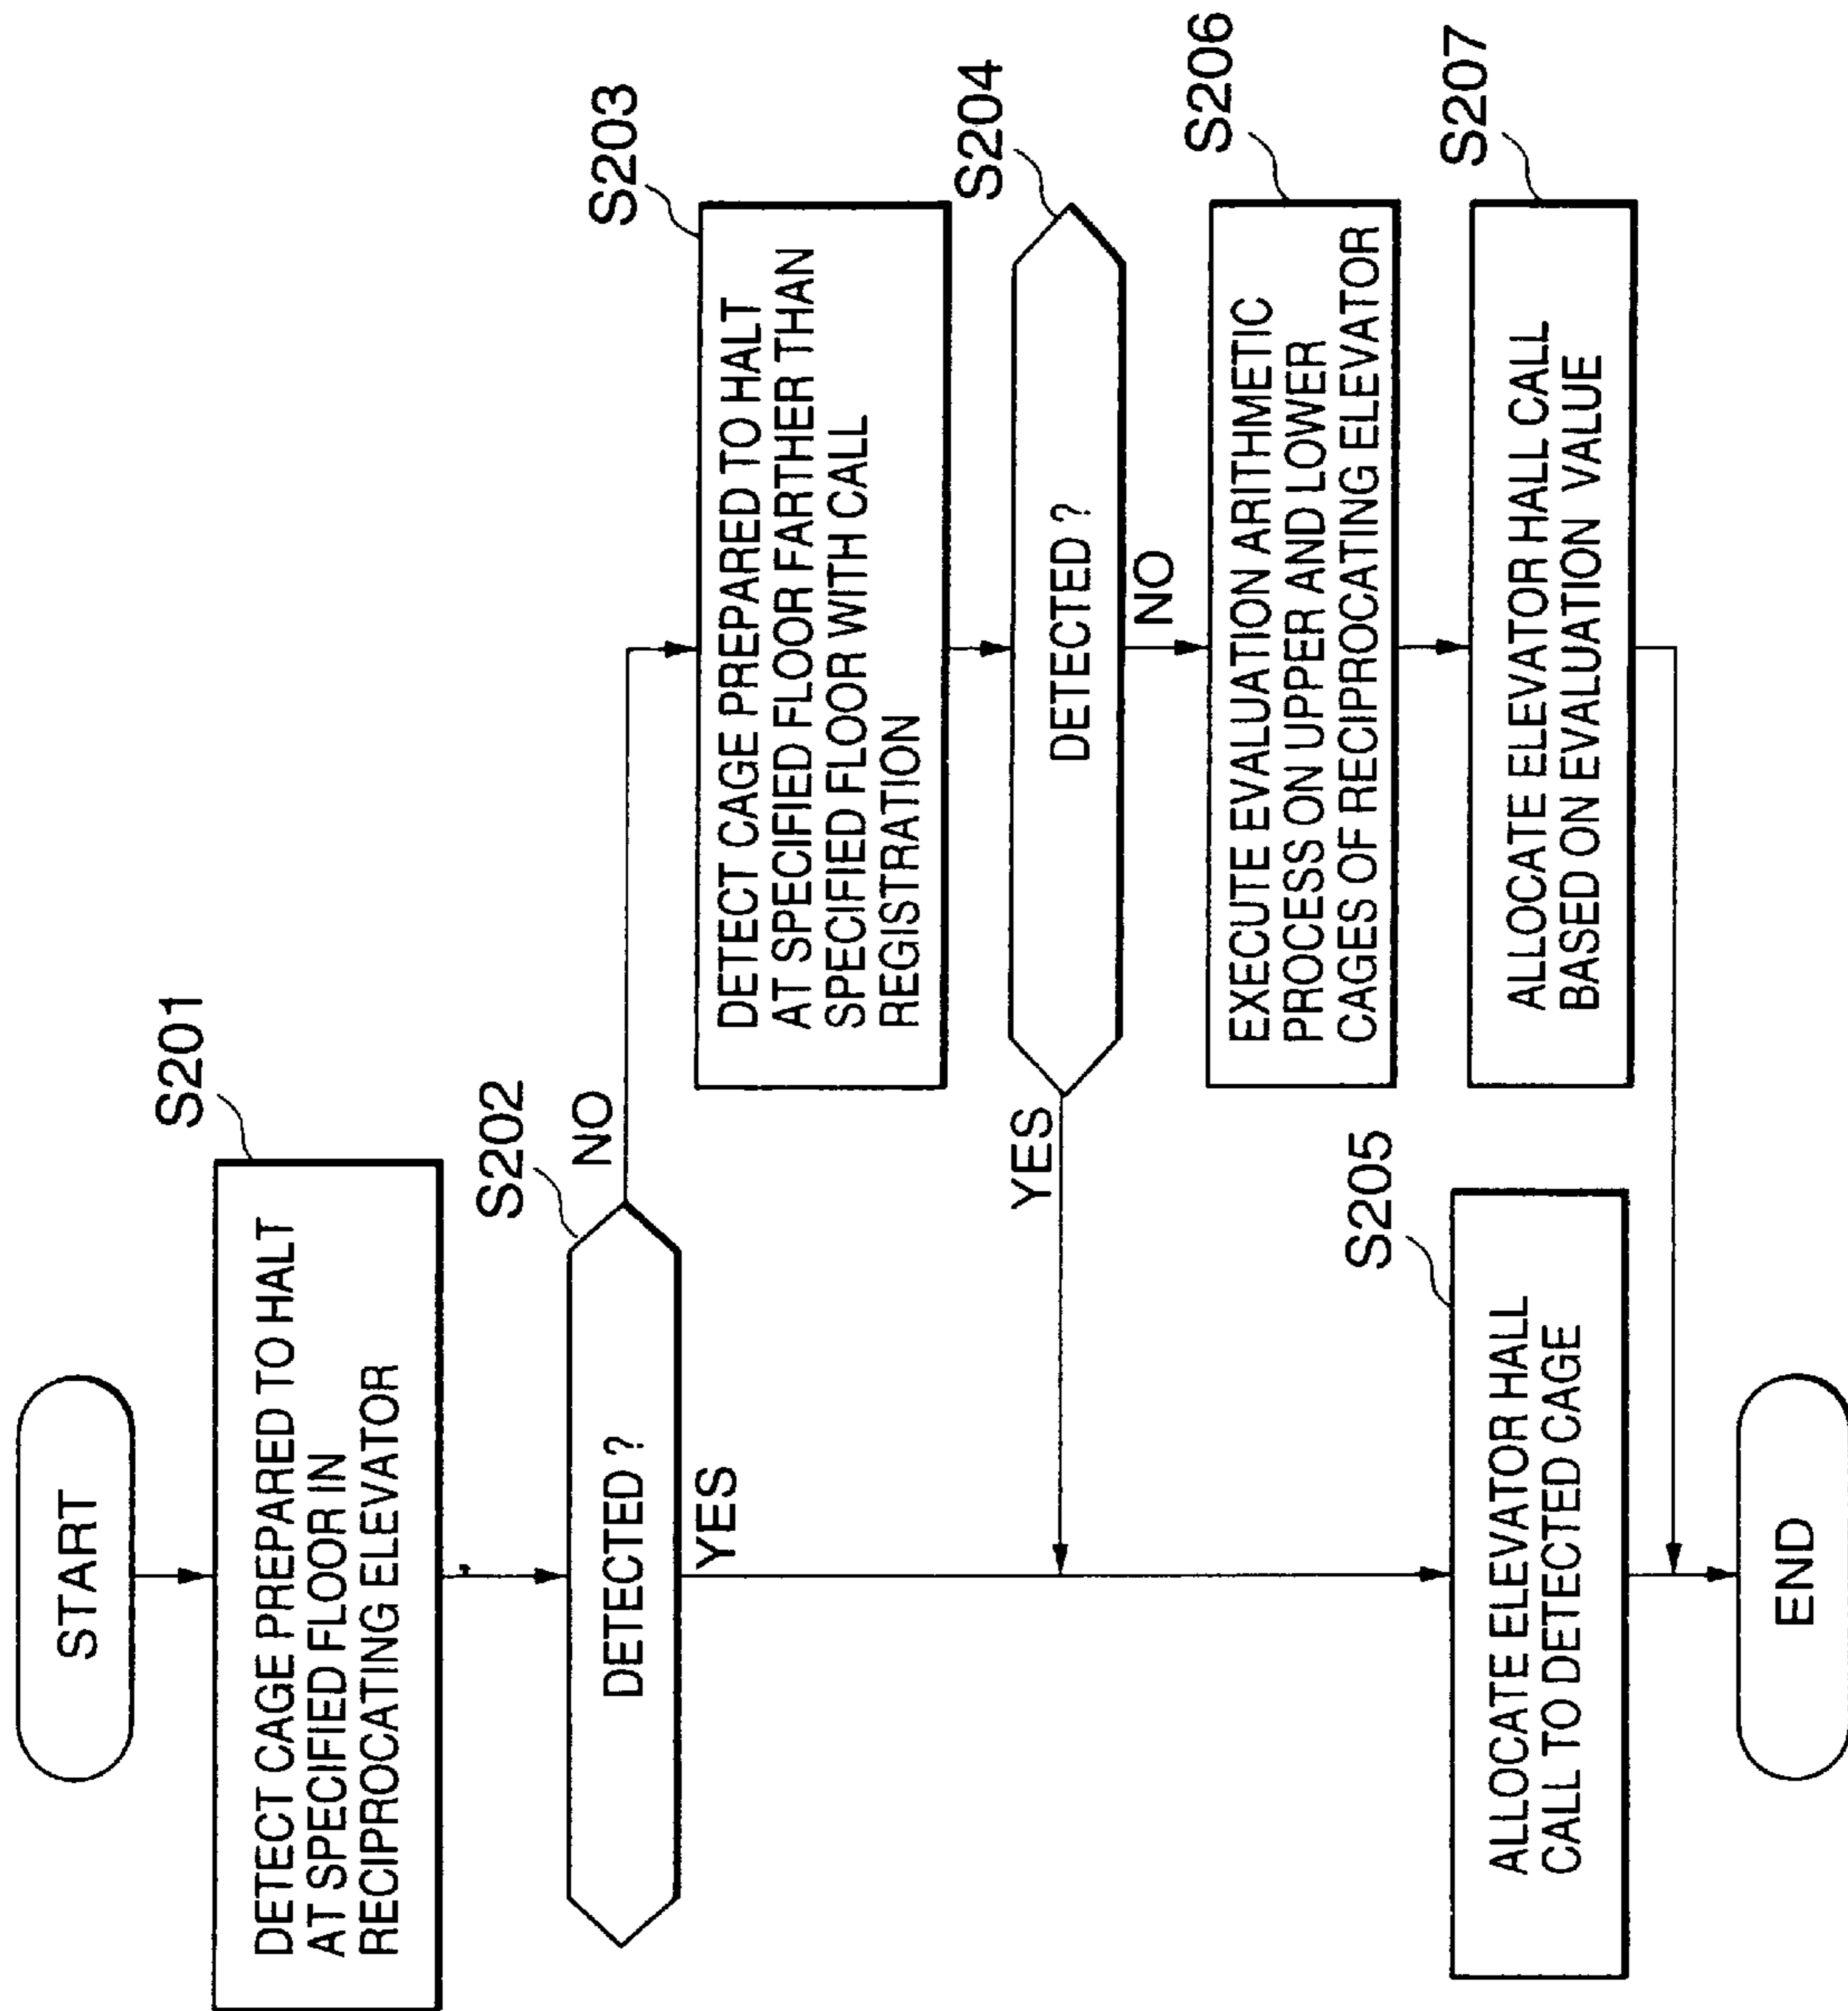 START
S201
DETECT CAGE PREPARED TO HALT
AT SPECIFIED FLOOR IN
RECIPROCATING ELEVATOR
S202
DETECTED ?
NO
YES
S203
DETECT CAGE PREPARED TO HALT
AT SPECIFIED FLOOR FARTHER THAN
SPECIFIED FLOOR WITH CALL
REGISTRATION
S204
DETECTED ?
YES
NO
S206
EXECUTE EVALUATION ARITHMETIC
PROCESS ON UPPER AND LOWER
CAGES OF RECIPROCATING ELEVATOR
S205
ALLOCATE ELEVATOR HALL
CALL TO DETECTED CAGE
S207
ALLOCATE ELEVATOR HALL CALL
BASED ON EVALUATION VALUE
END